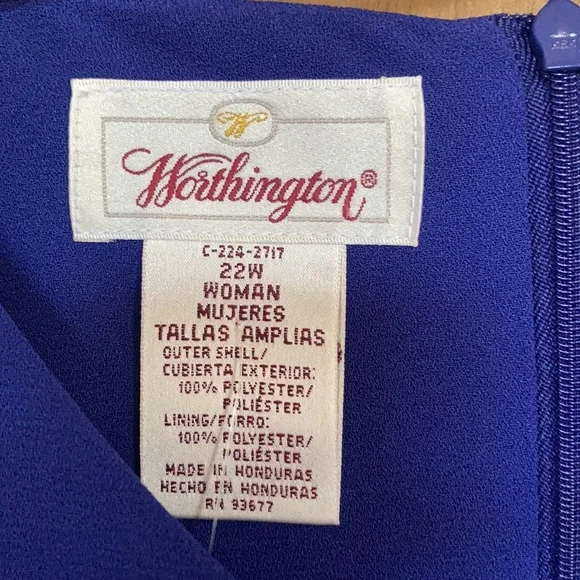 W
Worthington®
C-224-2717
22W
WOMAN
MUJERES
TALLAS AMPLIAS
OUTER SHELL/
CUBIERTA EXTERIOR:
100% POLYESTER/
POLIÉSTER
LINING/FORRO:
100% POLYESTER/
POLIÉSTER
MADE IN HONDURAS
HECHO EN HONDURAS
RN 93677